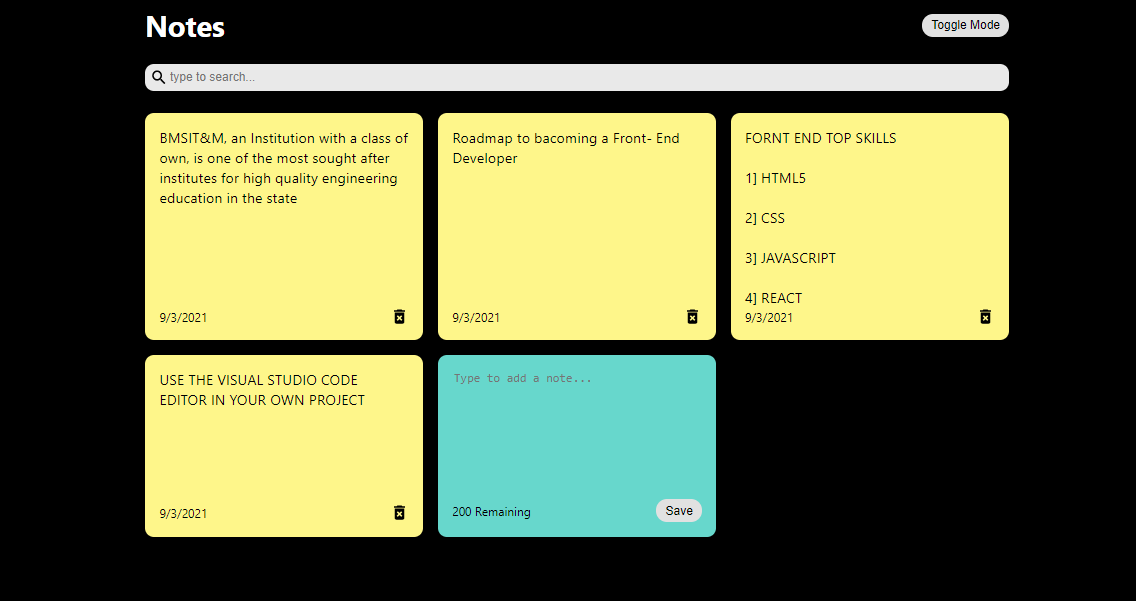 Notes
Toggle Mode
type to search...
BMSIT&M, an Institution with a class of
own, is one of the most sought after
institutes for high quality engineering
education in the state
9/3/2021
Roadmap to bacoming a Front- End
Developer
9/3/2021
FORNT END TOP SKILLS
1] HTML5
2] CSS
3] JAVASCRIPT
4] REACT
9/3/2021
USE THE VISUAL STUDIO CODE
EDITOR IN YOUR OWN PROJECT
9/3/2021
Type to add a note...
200 Remaining
Save